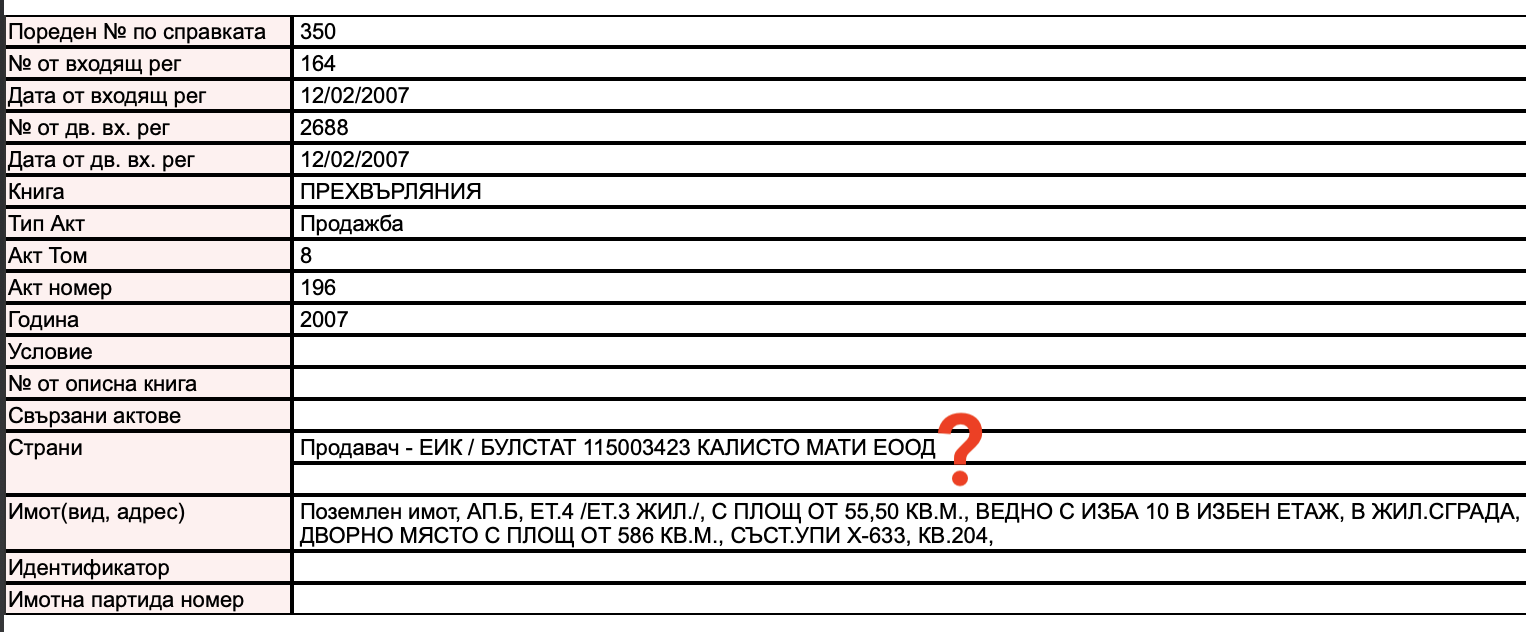 Пореден № по справката 350
№ от входящ рег 164
Дата от входящ рег 12/02/2007
№ от дв. вх. рег 2688
Дата от дв. вх. рег 12/02/2007
Книга ПРЕХВЪРЛЯНИЯ
Тип Акт Продажба
Акт Том 8
Акт номер 196
Година 2007
Условие
№ от описна книга
Свързани актове
Страни Продавач - ЕИК / БУЛСТАТ 115003423 КАЛИСТО МАТИ ЕООД ?
Имот(вид, адрес) Поземлен имот, АП.Б, ЕТ.4 /ЕТ.3 ЖИЛ./, С ПЛОЩ ОТ 55,50 КВ.М., ВЕДНО С ИЗБА 10 В ИЗБЕН ЕТАЖ, В ЖИЛ.СГРАДА,
ДВОРНО МЯСТО С ПЛОЩ ОТ 586 КВ.М., СЪСТ.УПИ X-633, КВ.204,
Идентификатор
Имотна партида номер